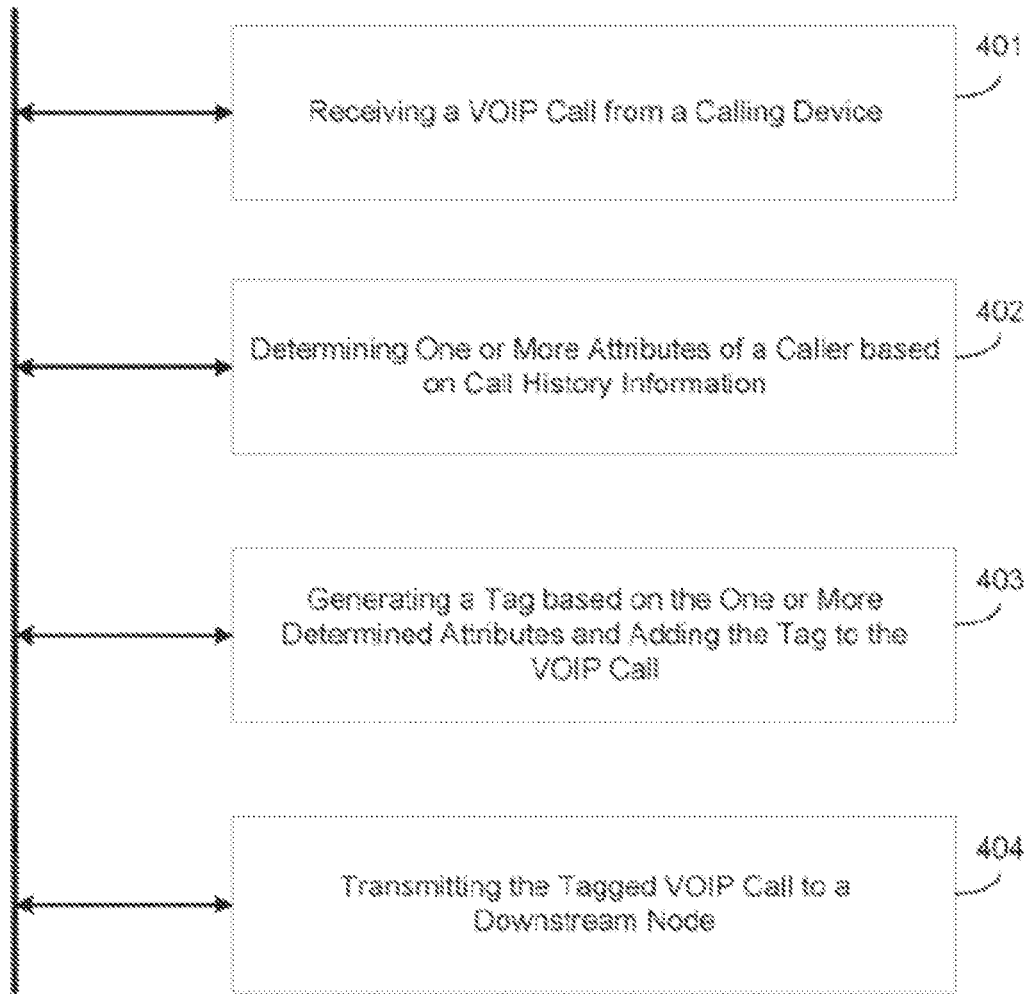 401
Receiving a VOIP Call from a Calling Device
402
Determining One or More Attributes of a Caller based
on Call History Information
403
Generating a Tag based on the One or More
Determined Attributes and Adding the Tag to the
VOIP Call
404
Transmitting the Tagged VOIP Call to a
Downstream Node